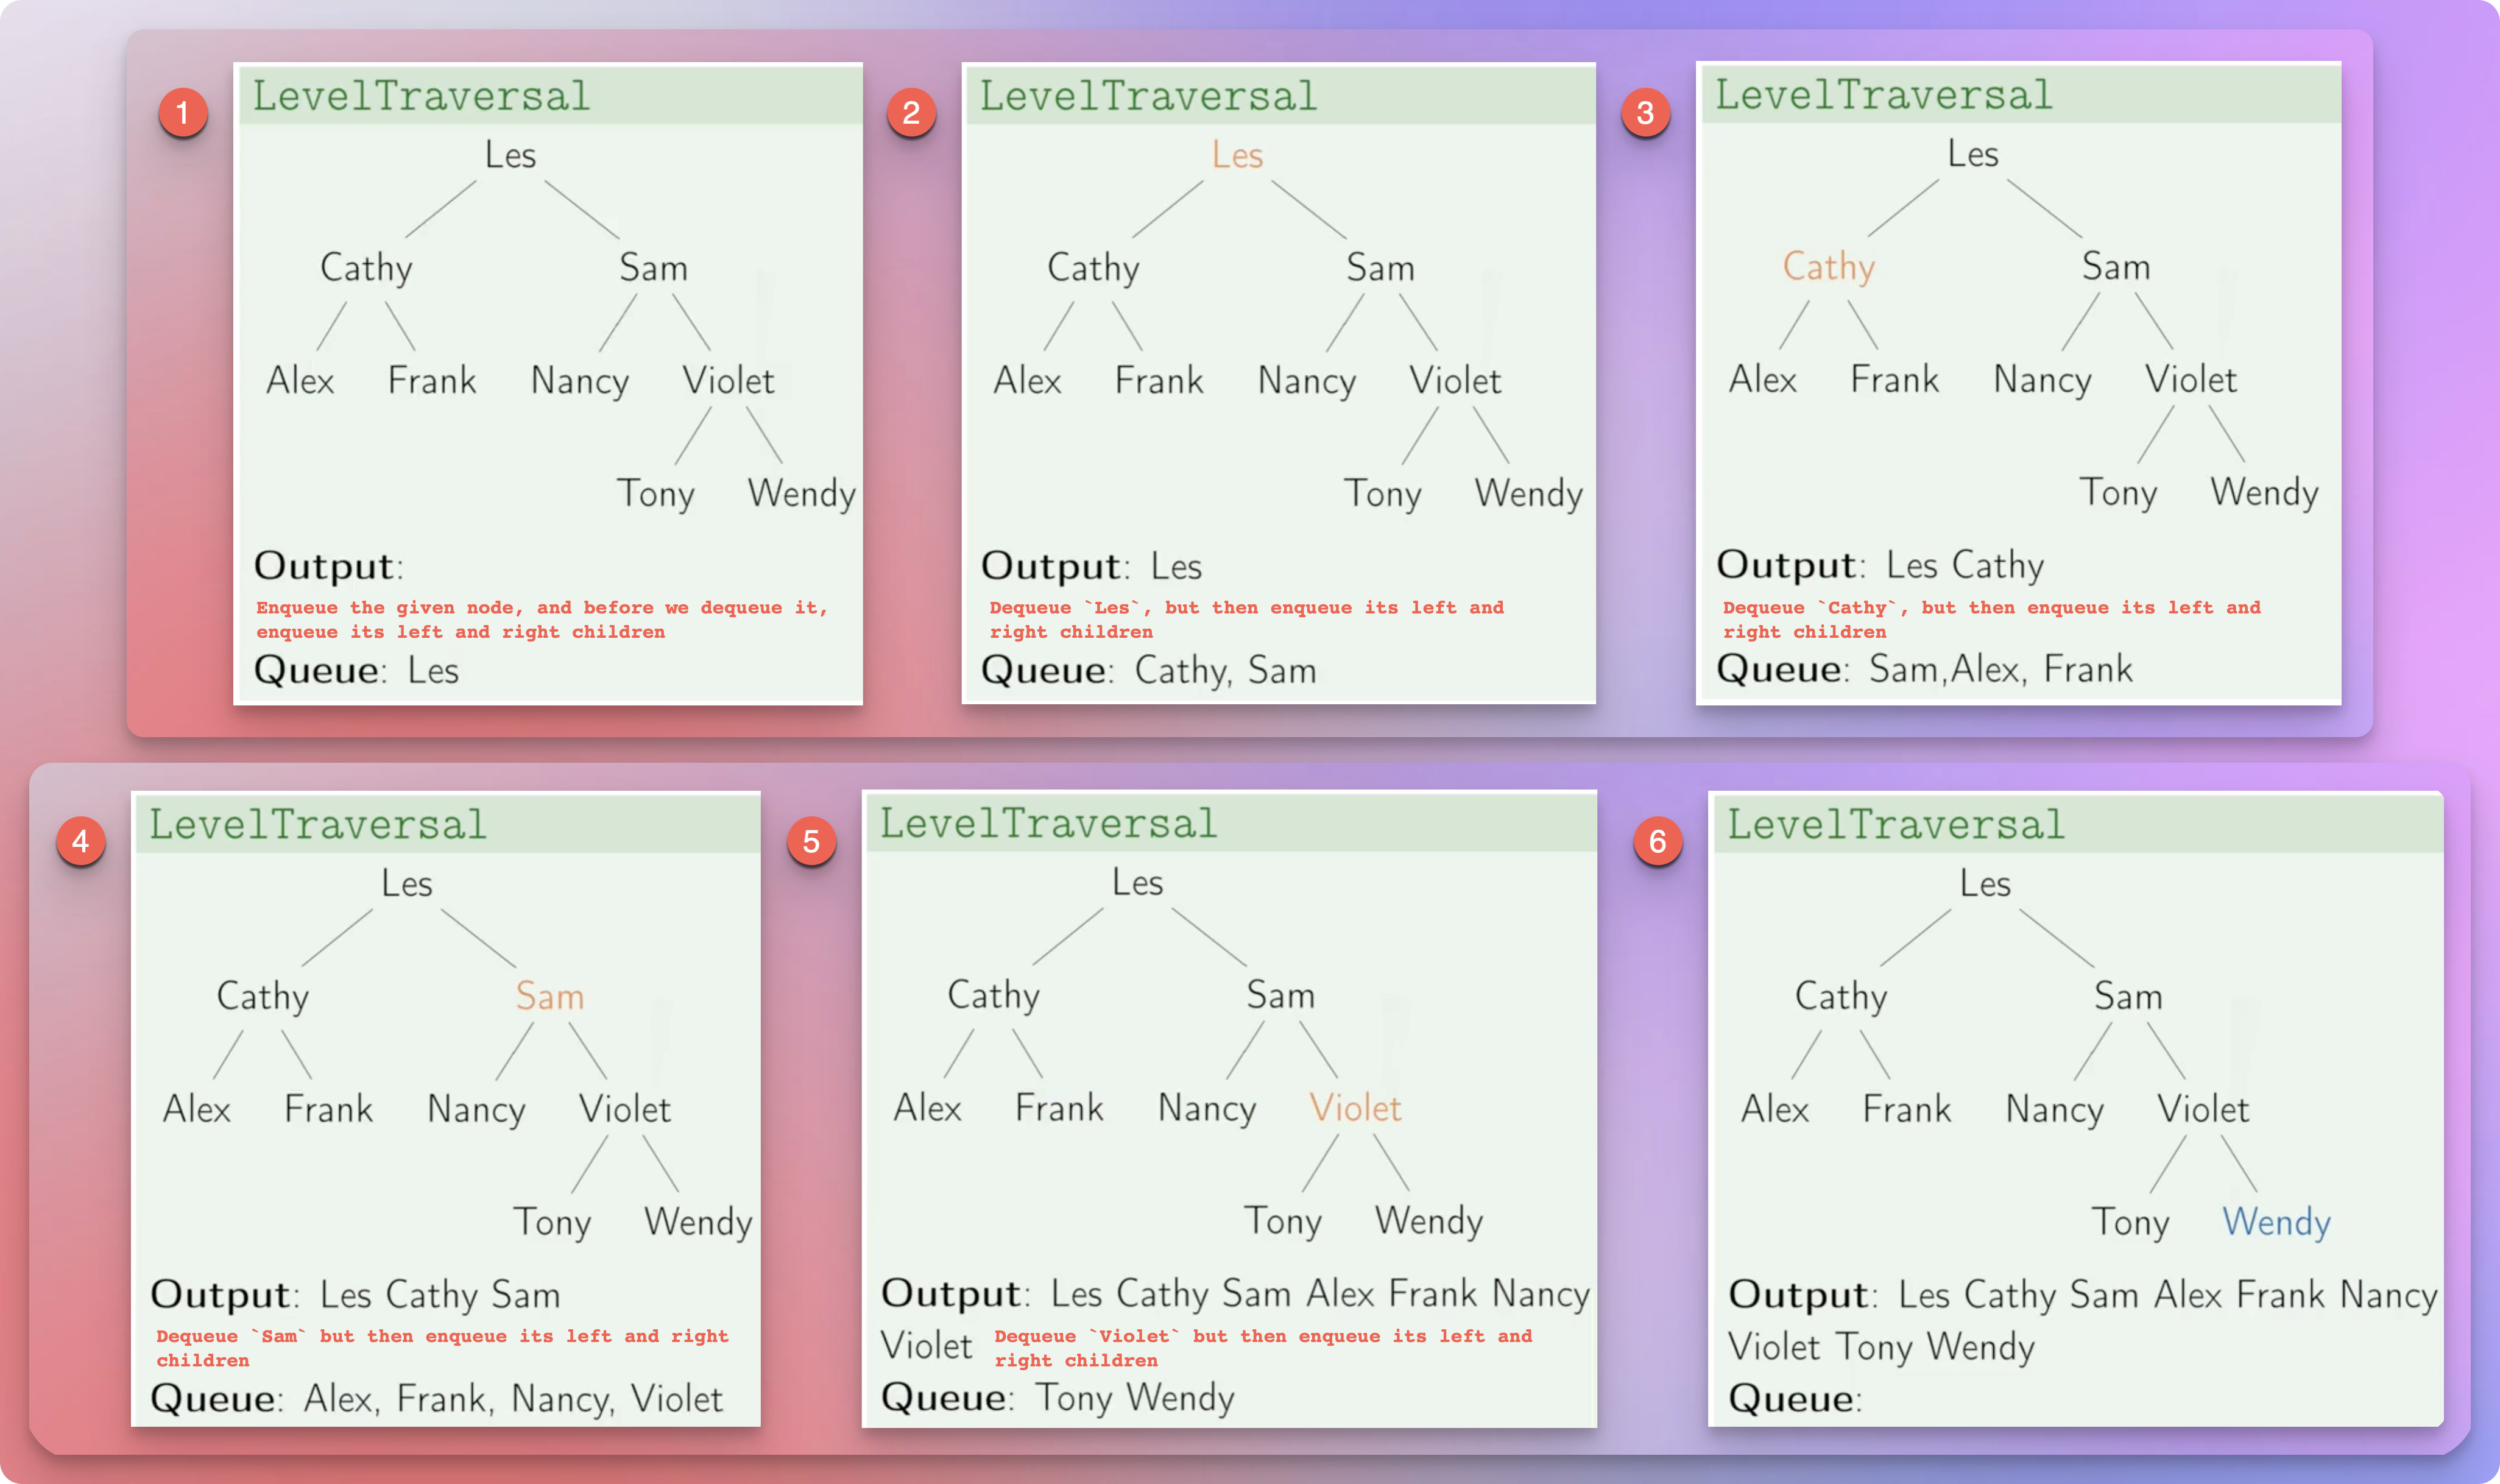 1
LevelTraversal
Les
Cathy Sam
Alex Frank Nancy Violet
Tony Wendy
Output:
Enqueue the given node, and before we dequeue it,
enqueue its left and right children
Queue: Les
2
LevelTraversal
Les
Cathy Sam
Alex Frank Nancy Violet
Tony Wendy
Output: Les
Dequeue `Les`, but then enqueue its left and
right children
Queue: Cathy, Sam
3
LevelTraversal
Les
Cathy Sam
Alex Frank Nancy Violet
Tony Wendy
Output: Les Cathy
Dequeue `Cathy`, but then enqueue its left and
right children
Queue: Sam,Alex, Frank
4
LevelTraversal
Les
Cathy Sam
Alex Frank Nancy Violet
Tony Wendy
Output: Les Cathy Sam
Dequeue `Sam` but then enqueue its left and right
children
Queue: Alex, Frank, Nancy, Violet
5
LevelTraversal
Les
Cathy Sam
Alex Frank Nancy Violet
Tony Wendy
Output: Les Cathy Sam Alex Frank Nancy
Violet
Dequeue `Violet` but then enqueue its left and
right children
Queue: Tony Wendy
6
LevelTraversal
Les
Cathy Sam
Alex Frank Nancy Violet
Tony Wendy
Output: Les Cathy Sam Alex Frank Nancy
Violet Tony Wendy
Queue: